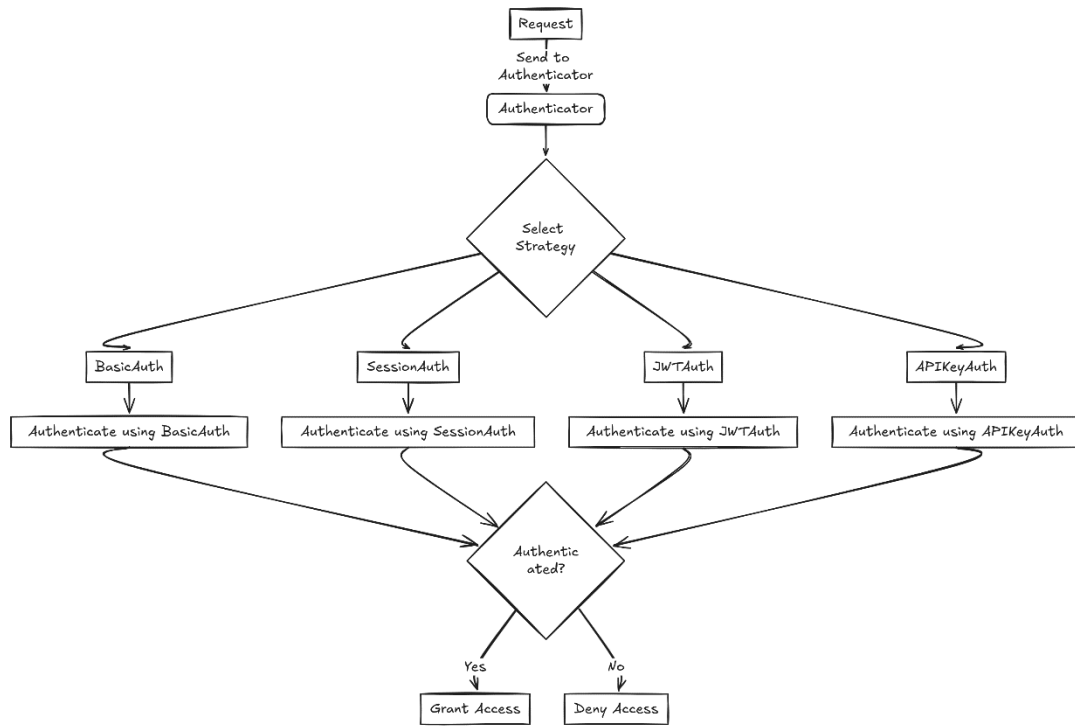 Request
Send to
Authenticator
Authenticator
Select
Strategy
BasicAuth
SessionAuth
JWTAuth
APIKeyAuth
Authenticate using BasicAuth
Authenticate using SessionAuth
Authenticate using JWTAuth
Authenticate using APIKeyAuth
Authentic
ated?
Yes
No
Grant Access
Deny Access